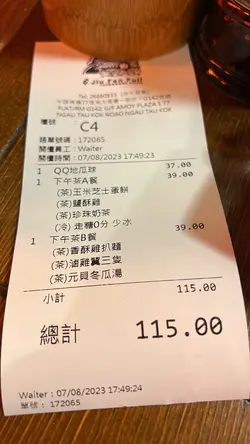 Tel: 26660933
PLAT/RM G142, G/F AMOY PLAZA
NGAU TAU KOK ROAD NGAU TAU KOK
檯號 C4
賬單號碼：172065
開檯員工：Waiter
開檯時間：07/08/2023 17:49:23
1 QQ地瓜球 37.00
1 下午茶A餐 39.00
(茶)玉米芝士蛋餅
(茶)鹽酥雞
(茶)珍珠奶茶
(冷) 走糖0分 少冰
1 下午茶B餐 39.00
(茶)香酥雞扒麵
(茶)滷雞翼三隻
(茶)元貝冬瓜湯
小計 115.00
總計 115.00
Waiter：07/08/2023 17:49:24
單號：172065